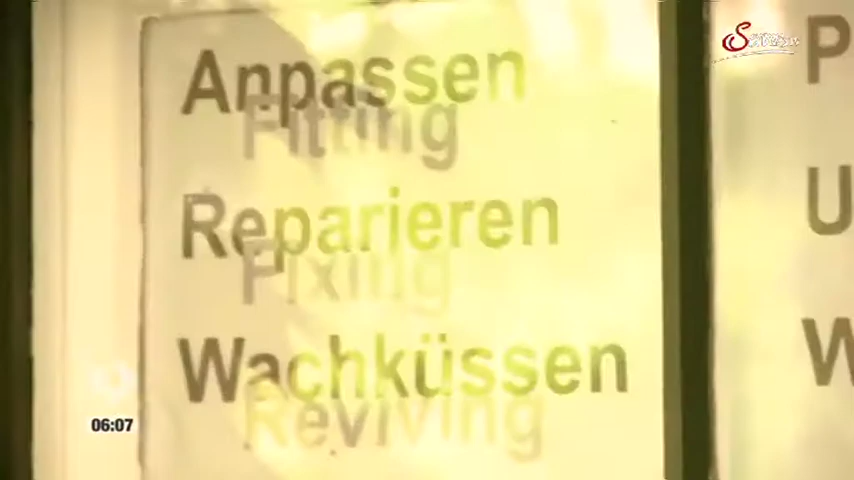 Anpassen
Fitting
Reparieren
Fixing
Wachküssen
Reviving
P
U
W
06:07